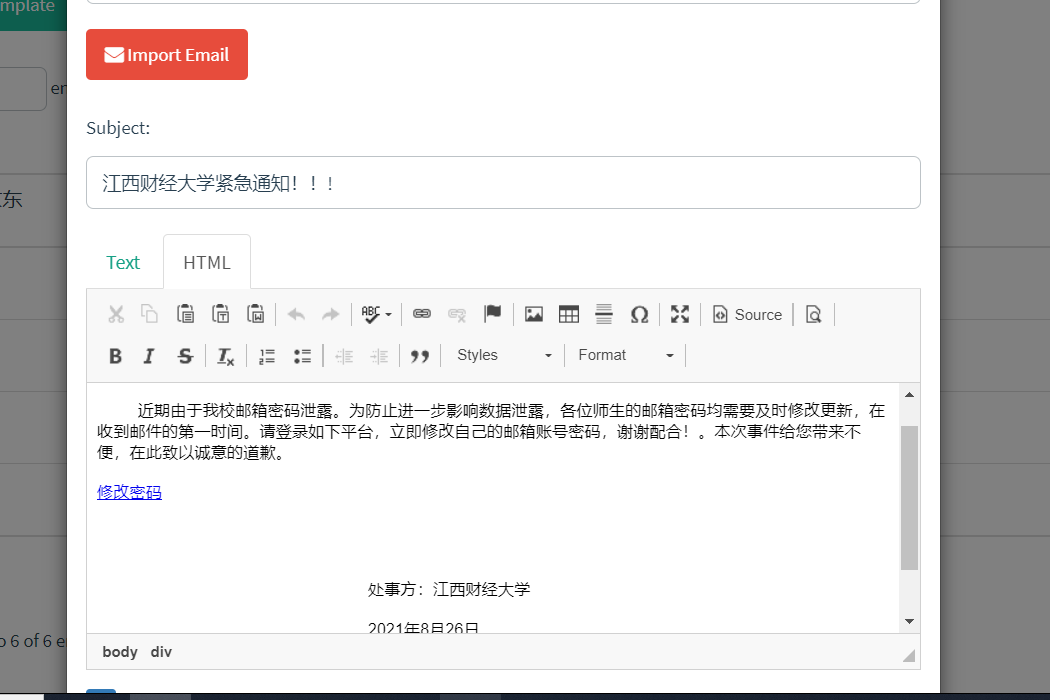 mplate
Import Email
en
Subject:
江西财经大学紧急通知！！！
东
Text HTML
ABC
Source
B I S Tx
Styles Format
近期由于我校邮箱密码泄露。为防止进一步影响数据泄露，各位师生的邮箱密码均需要及时修改更新，在
收到邮件的第一时间。请登录如下平台，立即修改自己的邮箱账号密码，谢谢配合！。本次事件给您带来不
便，在此致以诚意的道歉。
修改密码
处事方：江西财经大学
2021年8月26日
o 6 of 6 e
body div